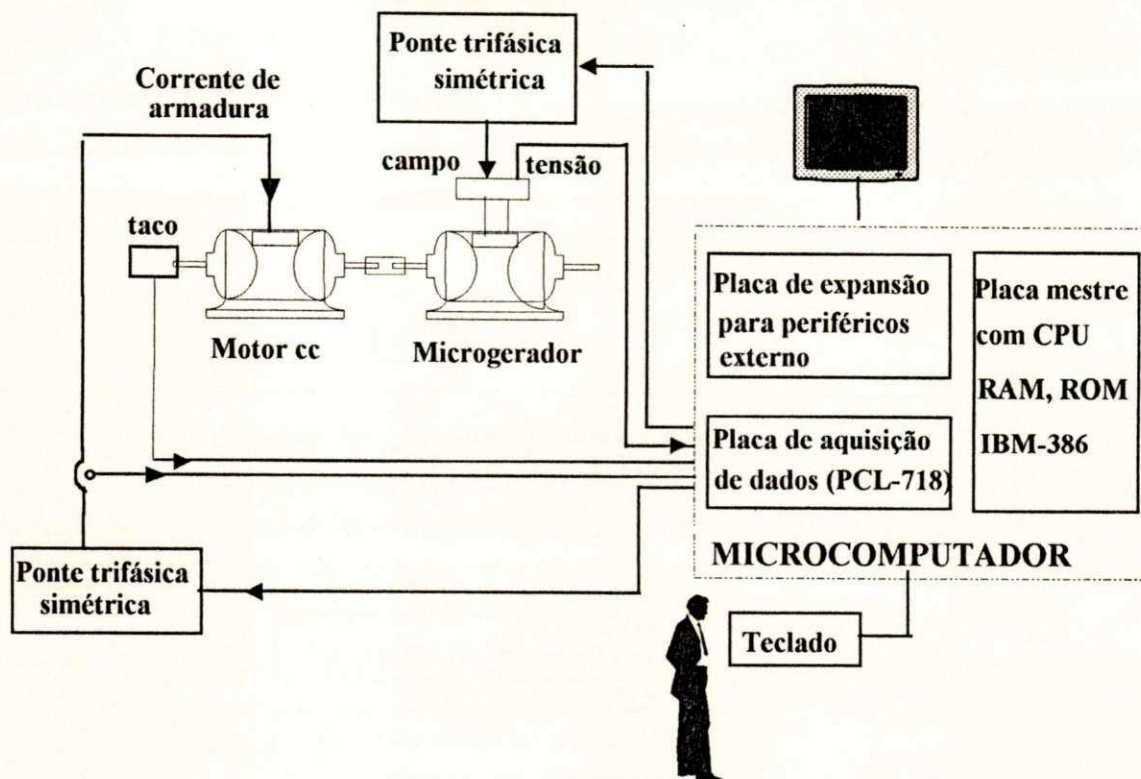 Ponte trifásica
simétrica
Corrente de
armadura
campo
tensão
taco
Motor cc
Microgerador
Placa de expansão
para periféricos
externo
Placa mestre
com CPU
RAM, ROM
IBM-386
Placa de aquisição
de dados (PCL-718)
MICROCOMPUTADOR
Ponte trifásica
simétrica
Teclado